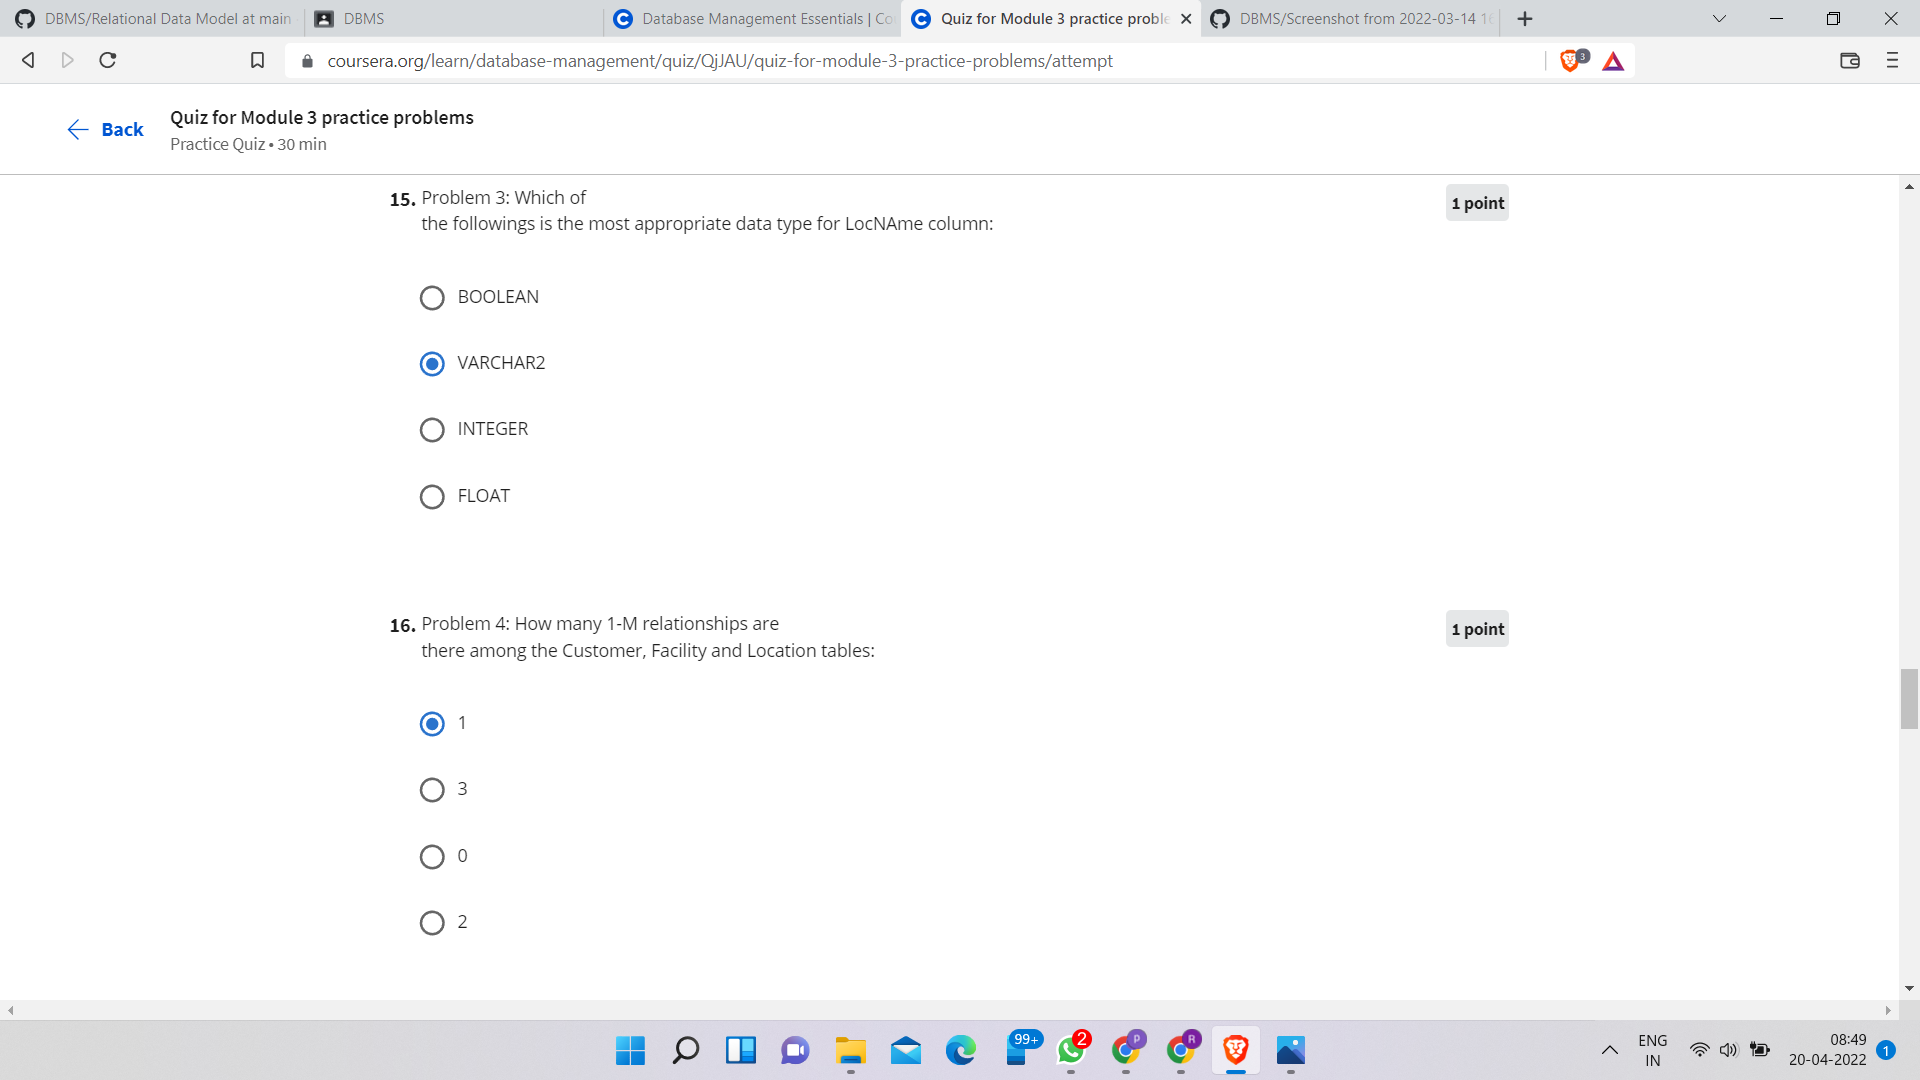 DBMS/Relational Data Model at main
DBMS
Database Management Essentials | Co
Quiz for Module 3 practice proble
DBMS/Screenshot from 2022-03-14 16
coursera.org/learn/database-management/quiz/QjJAU/quiz-for-module-3-practice-problems/attempt
3
Back
Quiz for Module 3 practice problems
Practice Quiz • 30 min
15. Problem 3: Which of
the followings is the most appropriate data type for LocNAme column:
1 point
BOOLEAN
VARCHAR2
INTEGER
FLOAT
16. Problem 4: How many 1-M relationships are
there among the Customer, Facility and Location tables:
1 point
1
3
0
2
99+
2
P
R
ENG
IN
08:49
20-04-2022
1